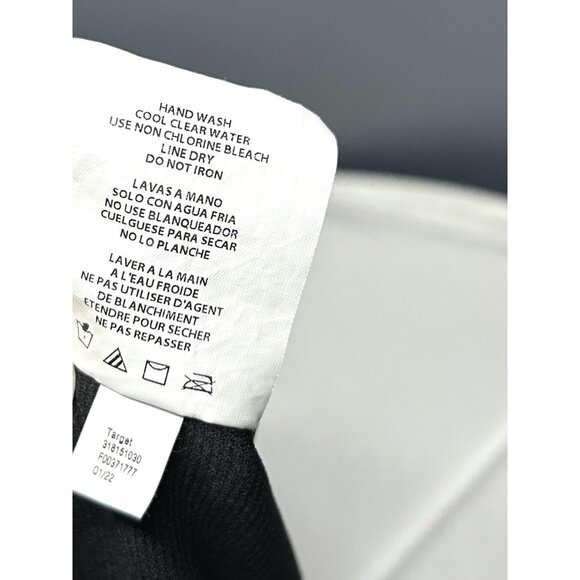 HAND WASH
COOL CLEAR WATER
USE NON CHLORINE BLEACH
LINE DRY
DO NOT IRON
LAVAS A MANO
SOLO CON AGUA FRIA
NO USE BLANQUEADOR
CUELGUESE PARA SECAR
NO LO PLANCHE
LAVER A LA MAIN
A L'EAU FROIDE
NE PAS UTILISER D'AGENT
DE BLANCHIMENT
ETENDRE POUR SECHER
NE PAS REPASSER
Target
318151030
F00371777
Q1/22